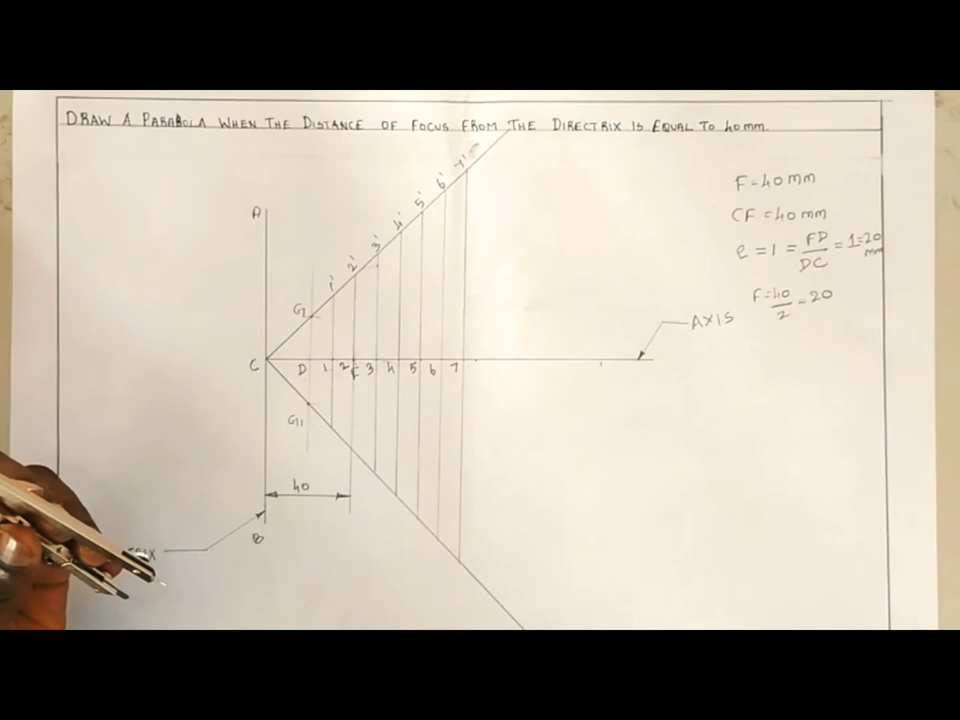 DRAW A PARABOLA WHEN THE DISTANCE OF FOCUS FROM THE DIRECTRIX IS EQUAL TO 40mm.
F=40mm
CF=40mm
e=1=FD/DC=1=20mm
F=40/2=20
AXIS
A
1' 2' 3' 4' 5' 6' 7'
G
C D 1 2 F 3 4 5 6 7
G1
40
B